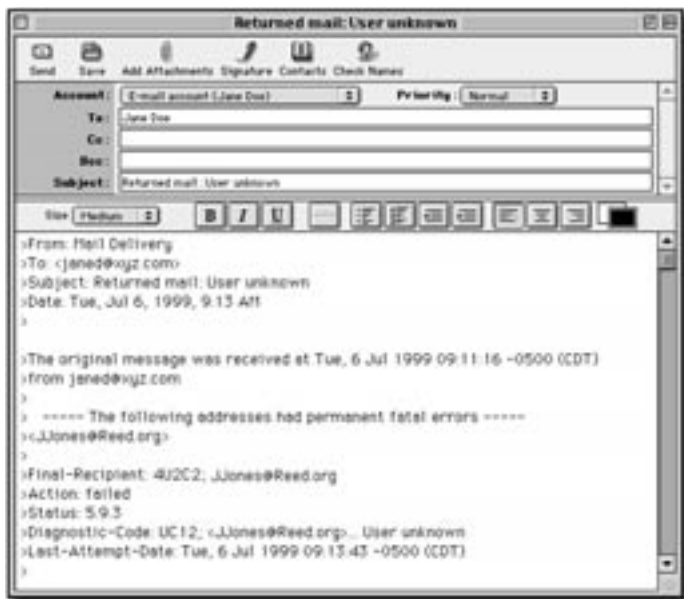 Returned mail: User unknown
Send Save Add Attachments Signature Contacts Check Names
Account: E-mail account (Jane Doe) Priority: Normal
To: Jane Doe
Cc:
Bcc:
Subject: Returned mail: User unknown
Size Medium B I U
>From: Mail Delivery
>To: <janed@xyz.com>
>Subject: Returned mail: User unknown
>Date: Tue, Jul 6, 1999, 9:13 AM
>
>The original message was received at Tue, 6 Jul 1999 09:11:16 -0500 (CDT)
>from janed@xyz.com
>
> ----- The following addresses had permanent fatal errors -----
><JJones@Reed.org>
>
>Final-Recipient: 4U2C2; JJones@Reed.org
>Action: failed
>Status: 5.9.3
>Diagnostic-Code: UC12; <JJones@Reed.org>... User unknown
>Last-Attempt-Date: Tue, 6 Jul 1999 09:13:43 -0500 (CDT)
>